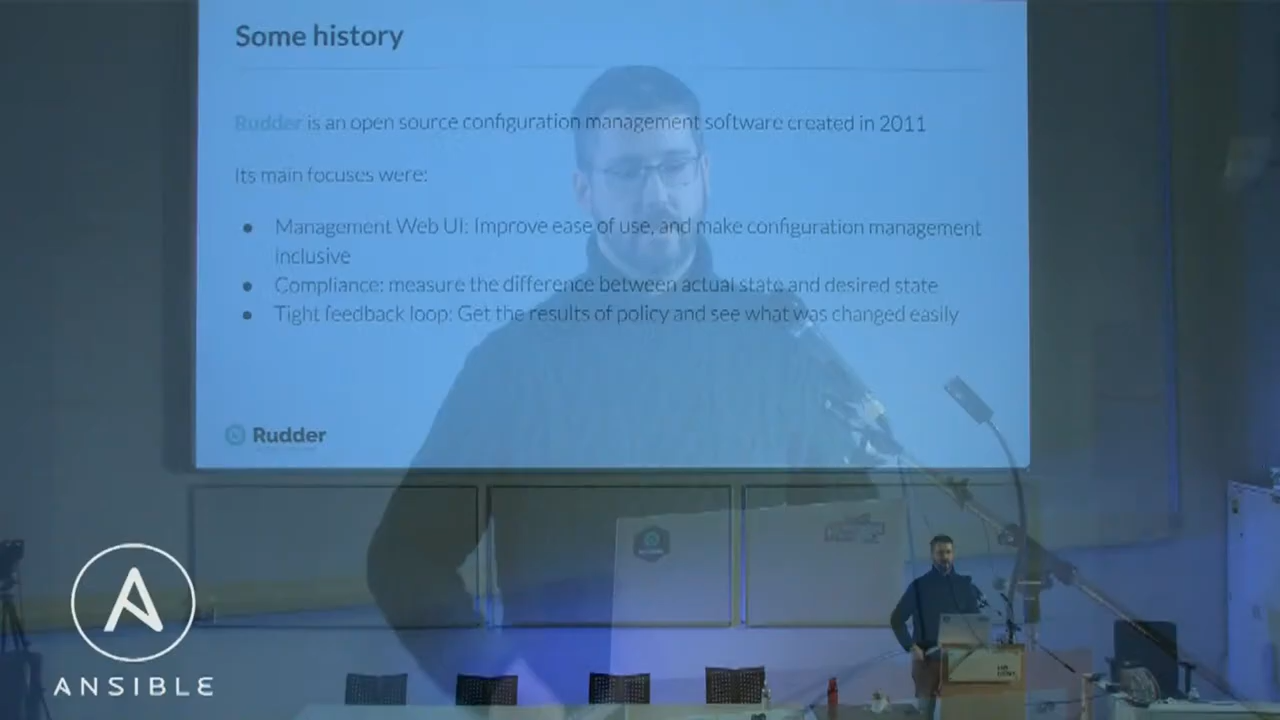 Some history
Rudder is an open source configuration management software created in 2011
Its main focuses were:
● Management Web UI: Improve ease of use, and make configuration management
inclusive
● Compliance: measure the difference between actual state and desired state
● Tight feedback loop: Get the results of policy and see what was changed easily
Rudder
ANSIBLE